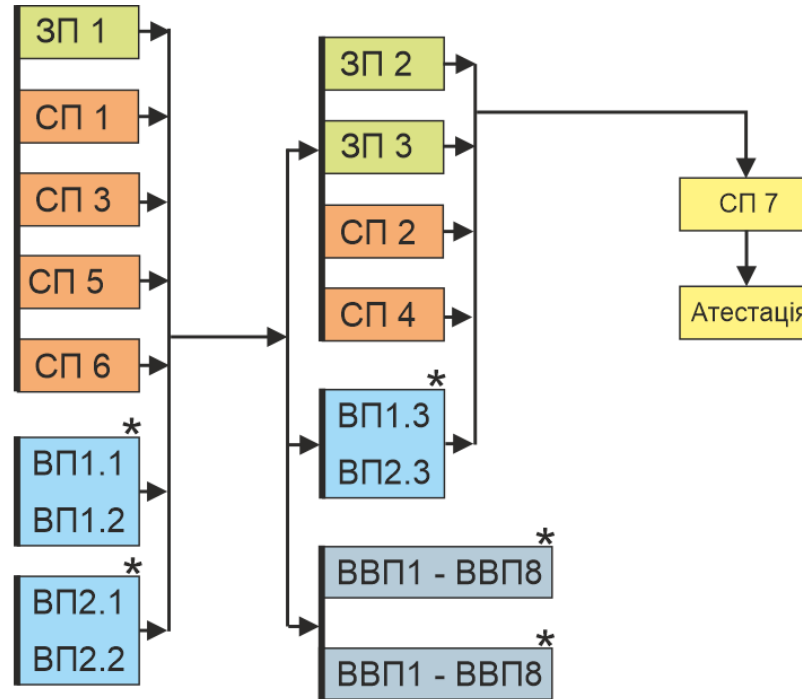 ЗП 1
СП 1
СП 3
СП 5
СП 6
*
ВП1.1
ВП1.2
*
ВП2.1
ВП2.2
ЗП 2
ЗП 3
СП 2
СП 4
*
ВП1.3
ВП2.3
*
ВВП1 - ВВП8
*
ВВП1 - ВВП8
СП 7
Атестація